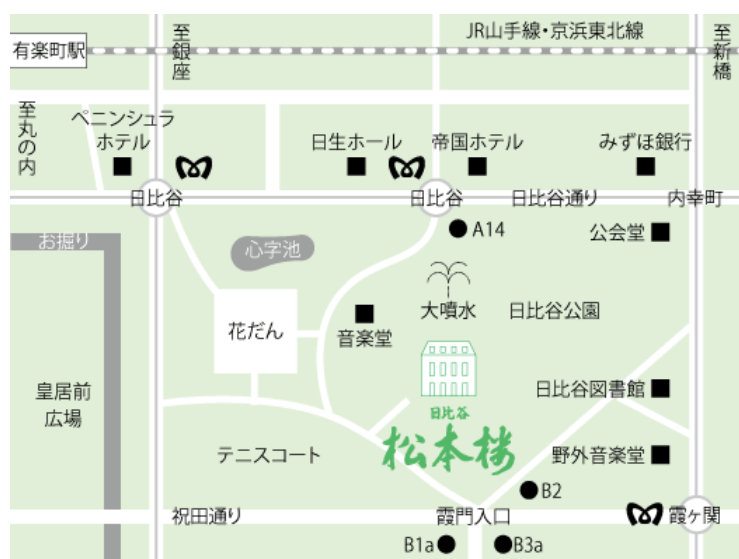 JR山手線・京浜東北線
有楽町駅
至銀座
至新橋
至丸の内
ペニンシュラ
ホテル
日生ホール
帝国ホテル
みずほ銀行
日比谷
日比谷
日比谷通り
内幸町
A14
公会堂
お掘り
心字池
大噴水
日比谷公園
花だん
音楽堂
皇居前
広場
日比谷図書館
日比谷
松本楼
テニスコート
野外音楽堂
B2
祝田通り
霞門入口
霞ヶ関
B1a
B3a